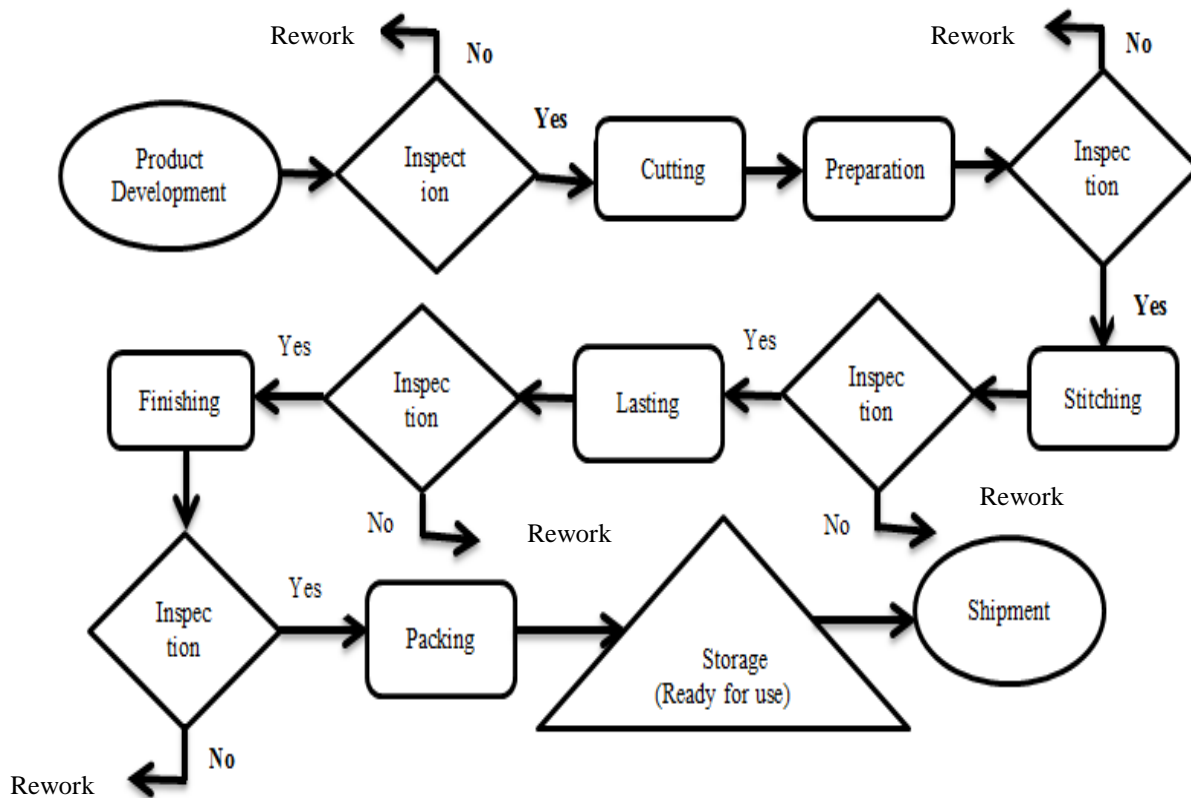 Rework
No
Product
Development
Inspect
ion
Yes
Cutting
Preparation
Rework
No
Inspec
tion
Yes
Stitching
Inspec
tion
No
Rework
Yes
Lasting
Inspec
tion
No
Rework
Yes
Finishing
Inspec
tion
No
Rework
Yes
Packing
Storage
(Ready for use)
Shipment